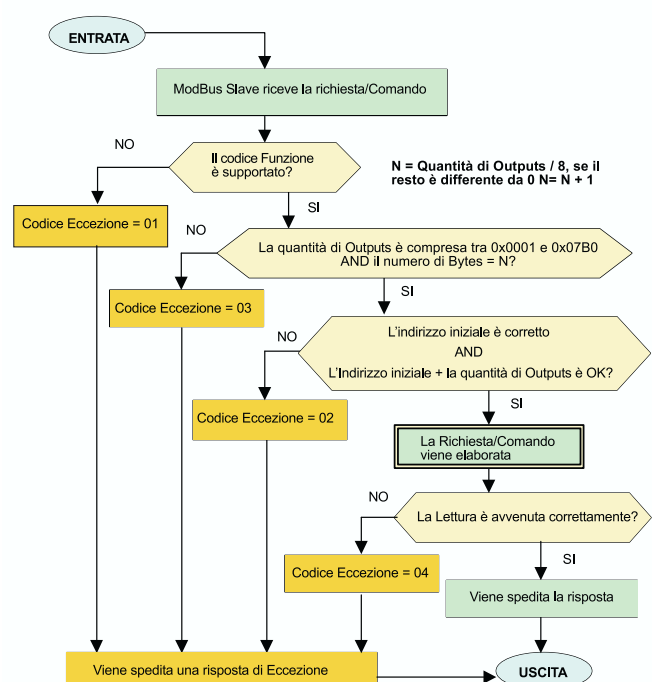 ENTRATA
ModBus Slave riceve la richiesta/Comando
NO
Il codice Funzione
è supportato?
N = Quantità di Outputs / 8, se il
resto è differente da 0 N= N + 1
SI
Codice Eccezione = 01
NO
La quantità di Outputs è compresa tra 0x0001 e 0x07B0
AND il numero di Bytes = N?
SI
Codice Eccezione = 03
NO
L'indirizzo iniziale è corretto
AND
L'Indirizzo iniziale + la quantità di Outputs è OK?
SI
Codice Eccezione = 02
La Richiesta/Comando
viene elaborata
NO
La Lettura è avvenuta correttamente?
SI
Codice Eccezione = 04
Viene spedita la risposta
Viene spedita una risposta di Eccezione
USCITA